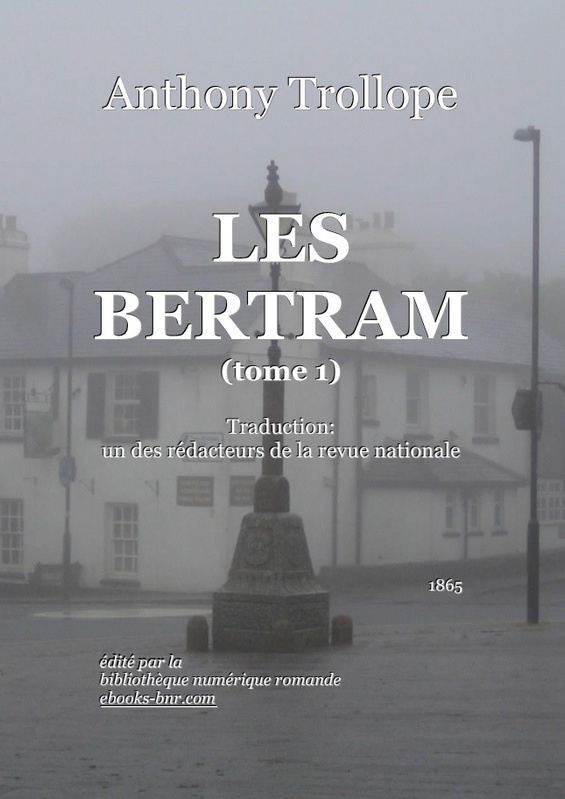 Anthony Trollope
LES
BERTRAM
(tome 1)
Traduction:
un des rédacteurs de la revue nationale
1865
édité par la
bibliothèque numérique romande
ebooks-bnr.com